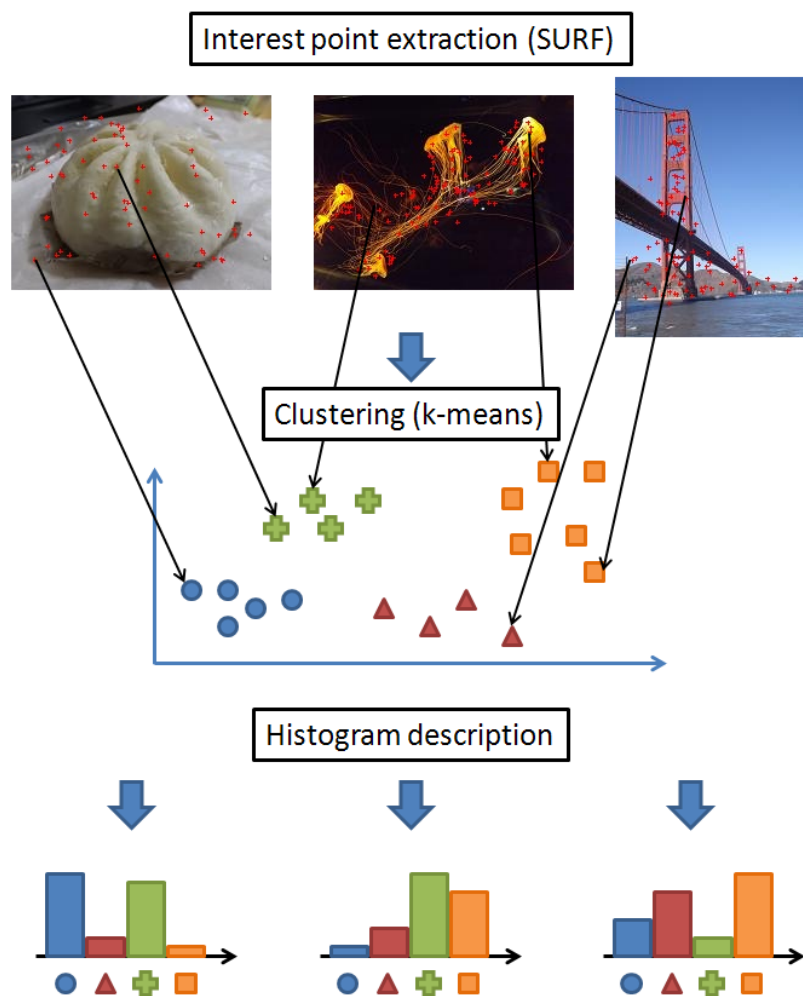 Interest point extraction (SURF)
Clustering (k-means)
Histogram description